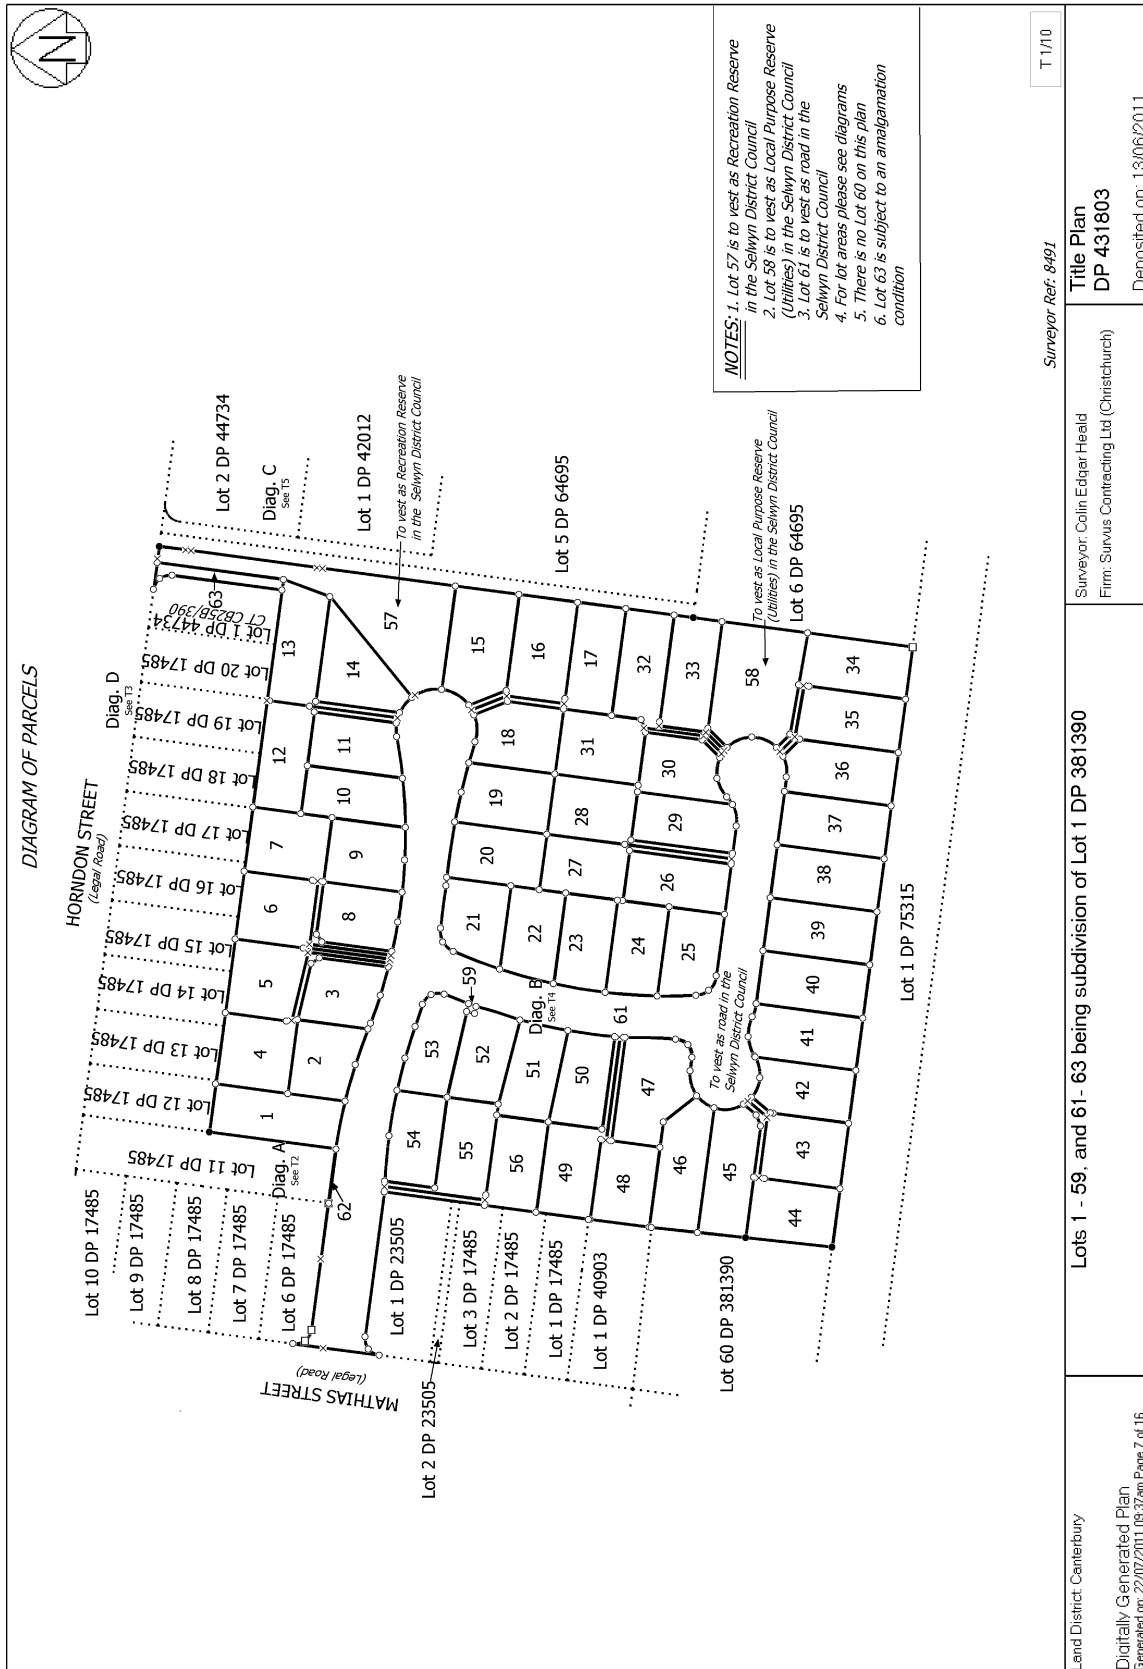 N
DIAGRAM OF PARCELS
HORNDON STREET
(Legal Road)
Diag. D
See T3
Lot 10 DP 17485
Lot 9 DP 17485
Lot 8 DP 17485
Lot 7 DP 17485
Lot 6 DP 17485
Lot 11 DP 17485
Lot 12 DP 17485
Lot 13 DP 17485
Lot 14 DP 17485
Lot 15 DP 17485
Lot 16 DP 17485
Lot 17 DP 17485
Lot 18 DP 17485
Lot 19 DP 17485
Lot 20 DP 17485
Lot 1 DP 44734
CT CB25B/390
63
Lot 2 DP 44734
Diag. C
See T5
Lot 1 DP 42012
To vest as Recreation Reserve
in the Selwyn District Council
Diag. A
See T2
62
1
4
5
6
7
12
13
2
3
8
9
10
11
14
57
MATHIAS STREET
(Legal Road)
Lot 1 DP 23505
Lot 2 DP 23505
Lot 3 DP 17485
Lot 2 DP 17485
Lot 1 DP 17485
Lot 1 DP 40903
Lot 60 DP 381390
54
53
59
55
52
56
51
Diag. B
See T4
49
50
61
48
47
46
45
44
43
42
41
40
39
38
37
36
35
34
To vest as road in the
Selwyn District Council
21
20
19
18
15
16
17
22
27
28
31
32
23
24
25
26
29
30
33
58
Lot 5 DP 64695
To vest as Local Purpose Reserve
(Utilities) in the Selwyn District Council
Lot 6 DP 64695
Lot 1 DP 75315
NOTES: 1. Lot 57 is to vest as Recreation Reserve
in the Selwyn District Council
2. Lot 58 is to vest as Local Purpose Reserve
(Utilities) in the Selwyn District Council
3. Lot 61 is to vest as road in the
Selwyn District Council
4. For lot areas please see diagrams
5. There is no Lot 60 on this plan
6. Lot 63 is subject to an amalgamation
condition
Surveyor Ref: 8491
T 1/10
Land District: Canterbury
Digitally Generated Plan
Generated on: 22/07/2011 09:37am Page 7 of 16
Lots 1 - 59, and 61- 63 being subdivision of Lot 1 DP 381390
Surveyor: Colin Edgar Heald
Firm: Survus Contracting Ltd (Christchurch)
Title Plan
DP 431803
Deposited on: 13/06/2011